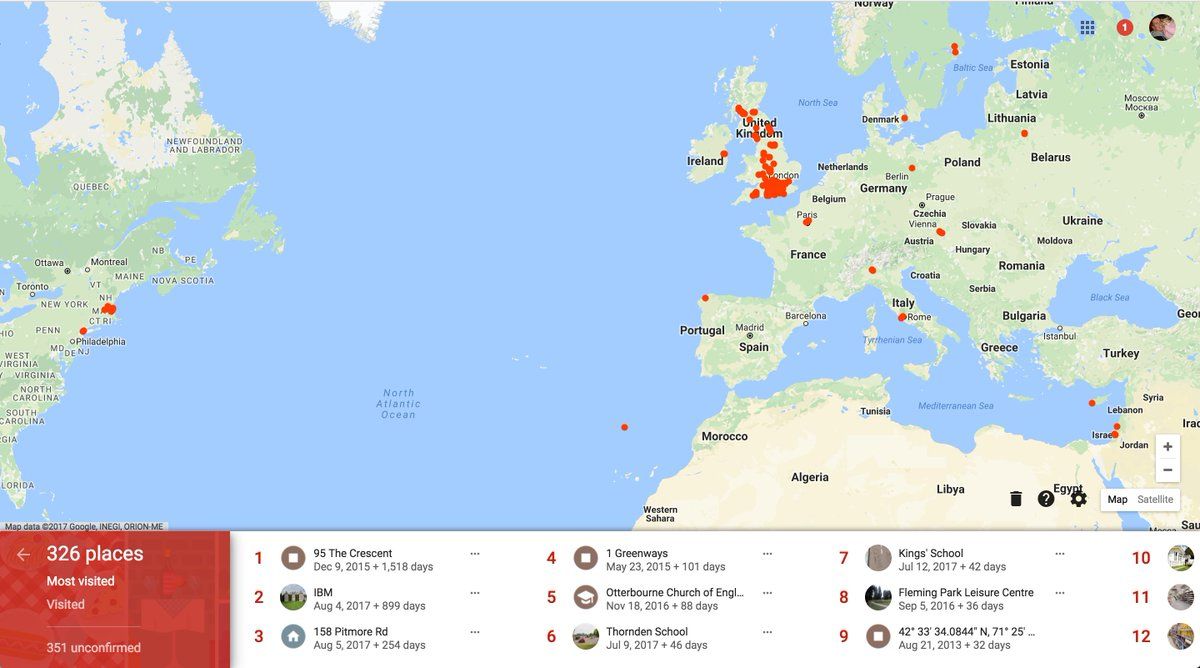 Norway
Finland
1
Estonia
Baltic Sea
Latvia
Moscow
Москва
North Sea
Denmark
Lithuania
United
Kingdom
NEWFOUNDLAND
AND LABRADOR
Ireland
Netherlands
Poland
Belarus
London
Berlin
QUEBEC
Germany
Belgium
Prague
Paris
Czechia
Vienna
Slovakia
Ukraine
Austria
Hungary
Moldova
NB
PE
Ottawa
Montreal
France
Romania
MAINE
NOVA SCOTIA
Croatia
Toronto
VT
NH
Serbia
Black Sea
NEW YORK
MA
Italy
CT RI
Barcelona
Rome
Bulgaria
PENN
Portugal
Madrid
Istanbul
Philadelphia
Tyrrhenian Sea
Spain
Greece
Turkey
MD
DE NJ
WEST
VIRGINIA
VIRGINIA
NORTH
CAROLINA
North
Atlantic
Ocean
Syria
SOUTH
CAROLINA
Tunisia
Mediterranean Sea
Lebanon
Morocco
Israel
Jordan
+
Algeria
Libya
Egypt
−
Map
Satellite
Western
Sahara
Map data ©2017 Google, INEGI, ORION-ME
326 places
Most visited
Visited
351 unconfirmed
1
95 The Crescent
Dec 9, 2015 + 1,518 days
2
IBM
Aug 4, 2017 + 899 days
3
158 Pitmore Rd
Aug 5, 2017 + 254 days
4
1 Greenways
May 23, 2015 + 101 days
5
Otterbourne Church of Engl...
Nov 18, 2016 + 88 days
6
Thornden School
Jul 9, 2017 + 46 days
7
Kings' School
Jul 12, 2017 + 42 days
8
Fleming Park Leisure Centre
Sep 5, 2016 + 36 days
9
42° 33' 34.0844" N, 71° 25' ...
Aug 21, 2013 + 32 days
10
11
12